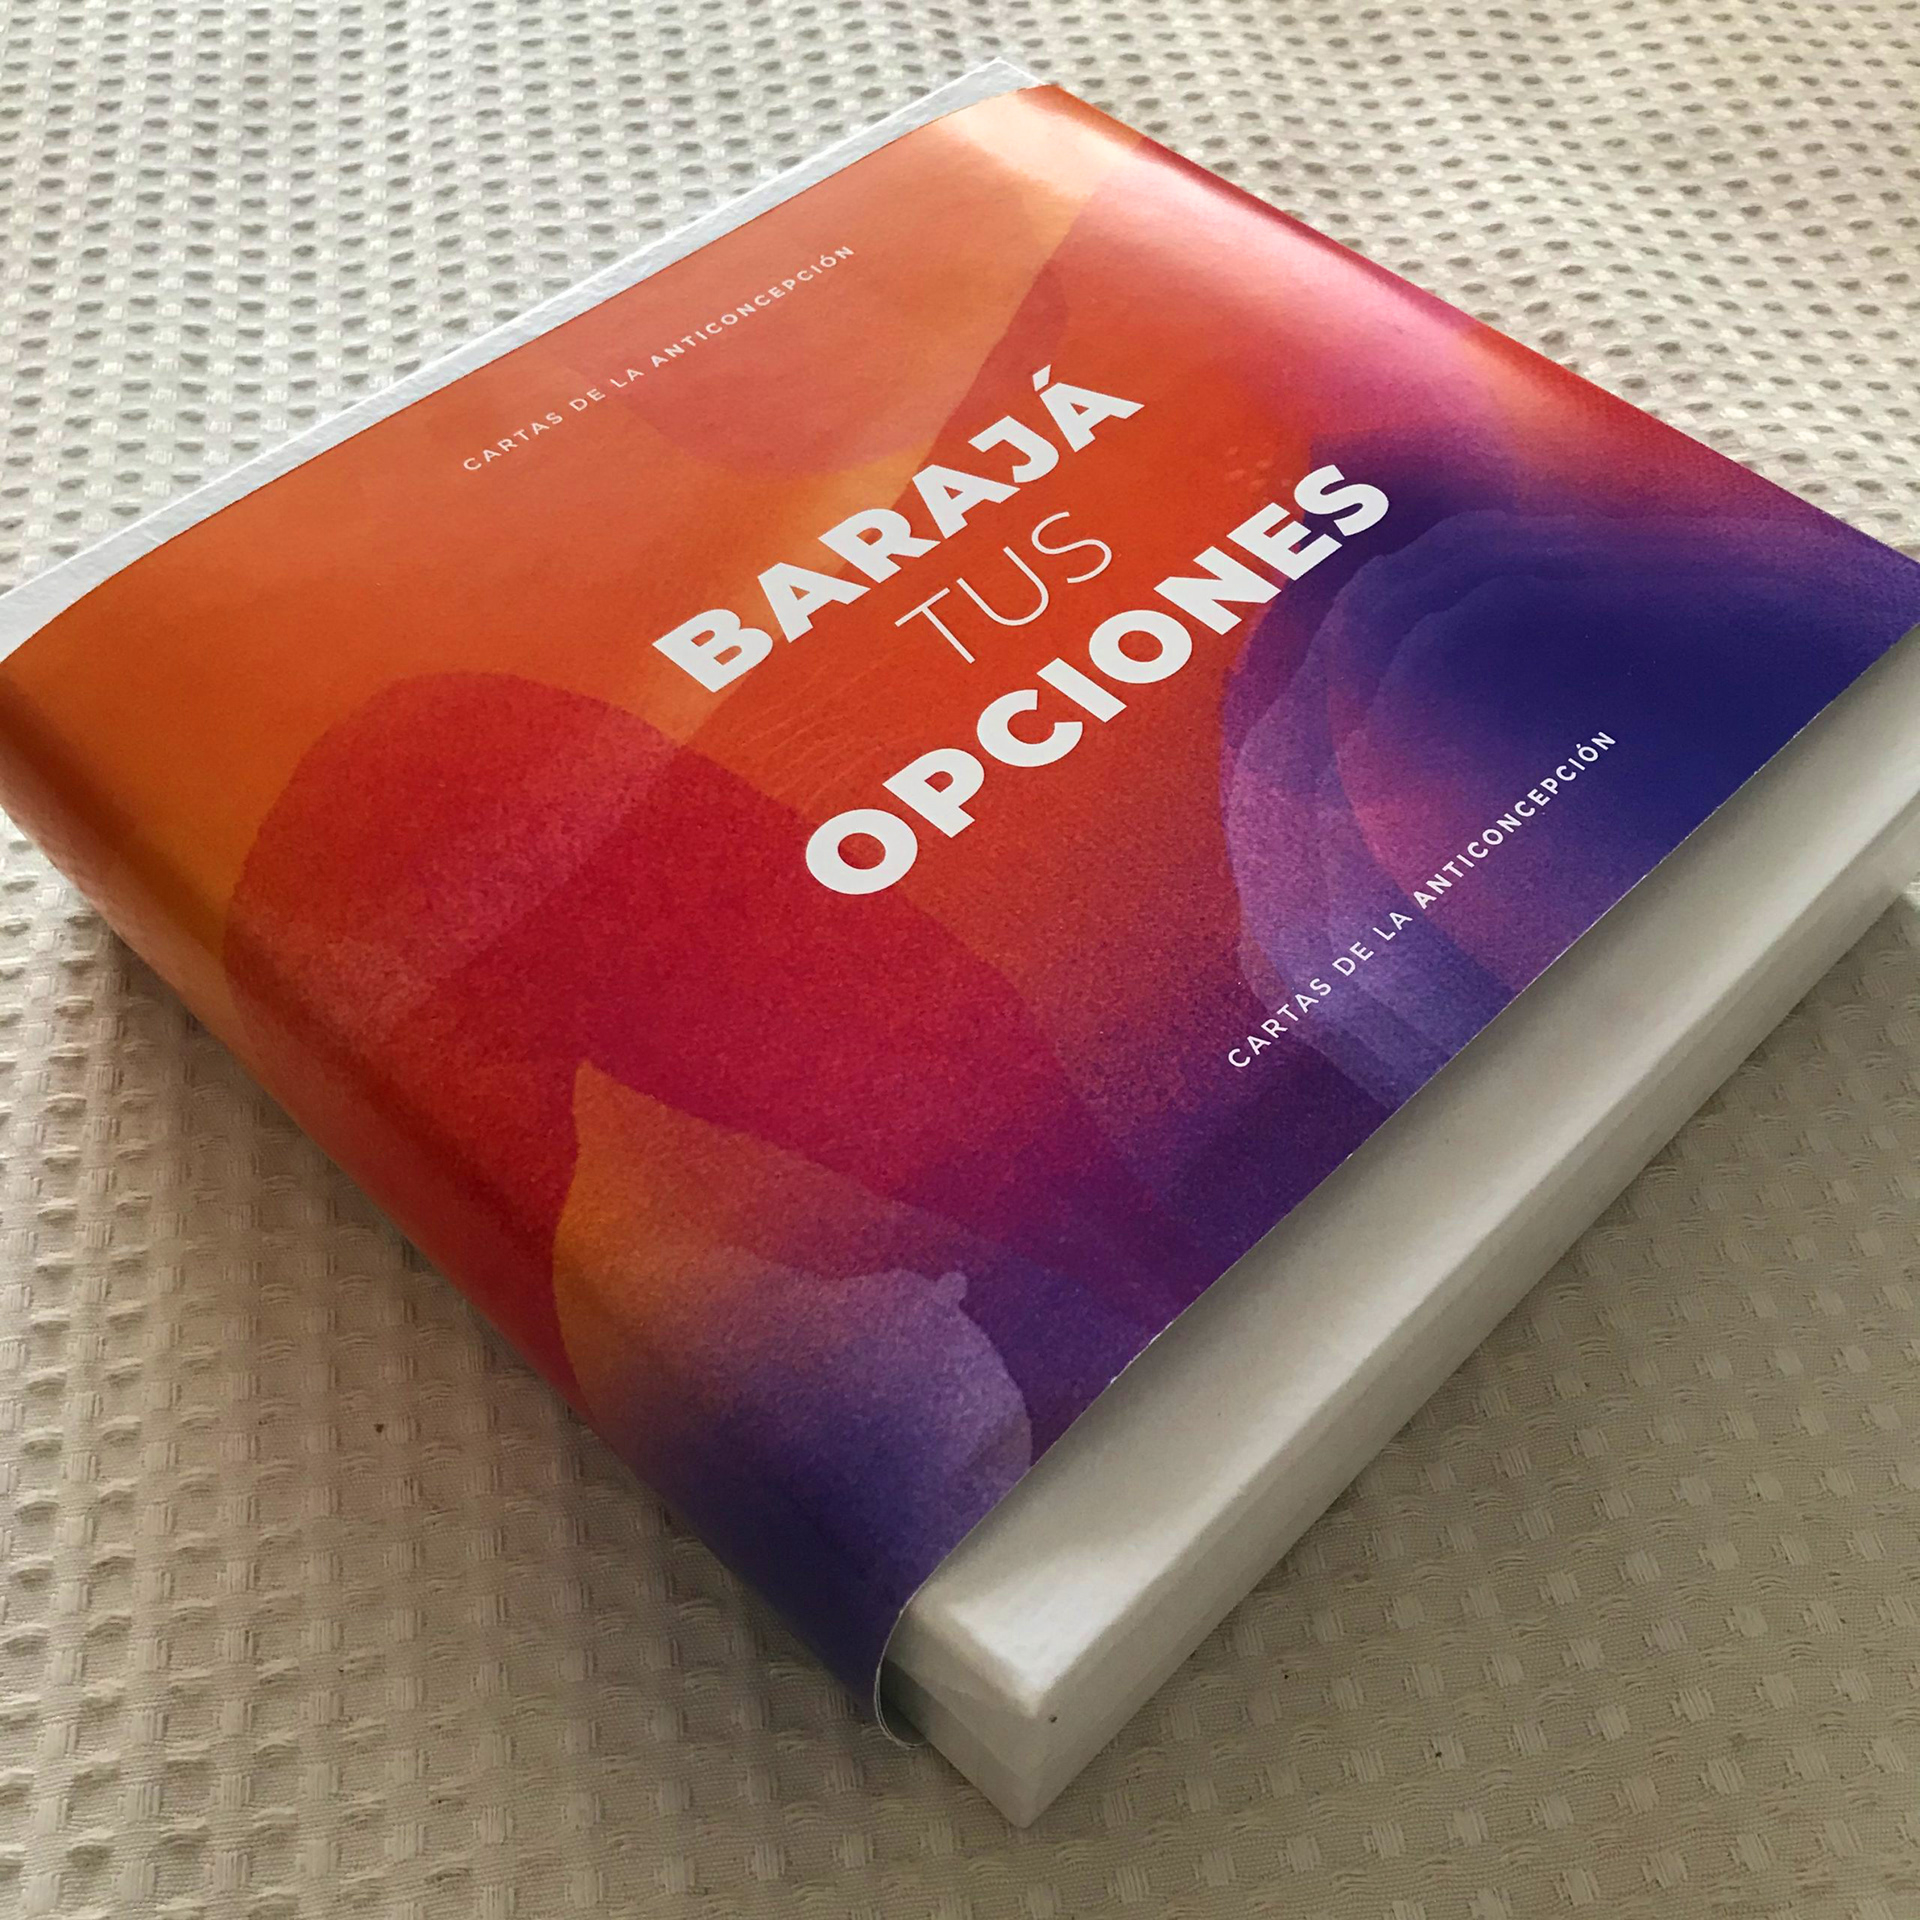 CARTAS DE LA ANTICONCEPCIÓN
BARAJÁ
TUS
OPCIONES
CARTAS DE LA ANTICONCEPCIÓN